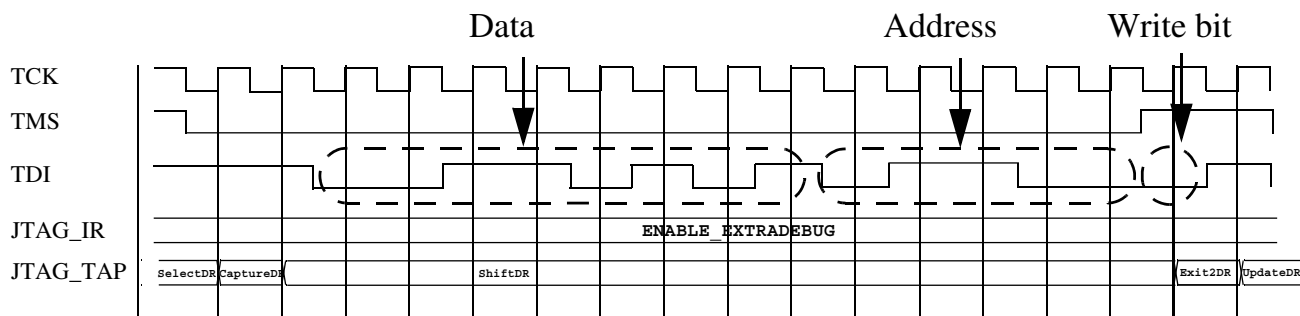 Data Address Write bit
TCK
TMS
TDI
JTAG_IR ENABLE_EXTRADEBUG
JTAG_TAP SelectDR CaptureDR ShiftDR Exit2DR UpdateDR